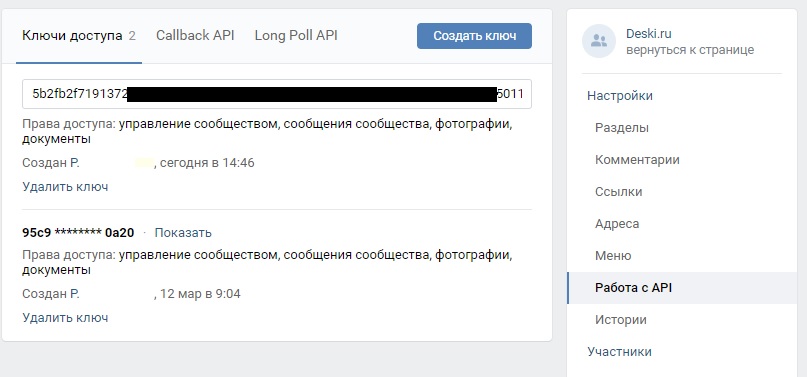 Ключи доступа 2 Callback API Long Poll API Создать ключ
5b2fb2f7191372 5011
Права доступа: управление сообществом, сообщения сообщества, фотографии,
документы
Создан Р. , сегодня в 14:46
Удалить ключ
95c9 ******** 0a20 · Показать
Права доступа: управление сообществом, сообщения сообщества, фотографии,
документы
Создан Р. , 12 мар в 9:04
Удалить ключ
Deski.ru
вернуться к странице
Настройки
Разделы
Комментарии
Ссылки
Адреса
Меню
Работа с API
Истории
Участники